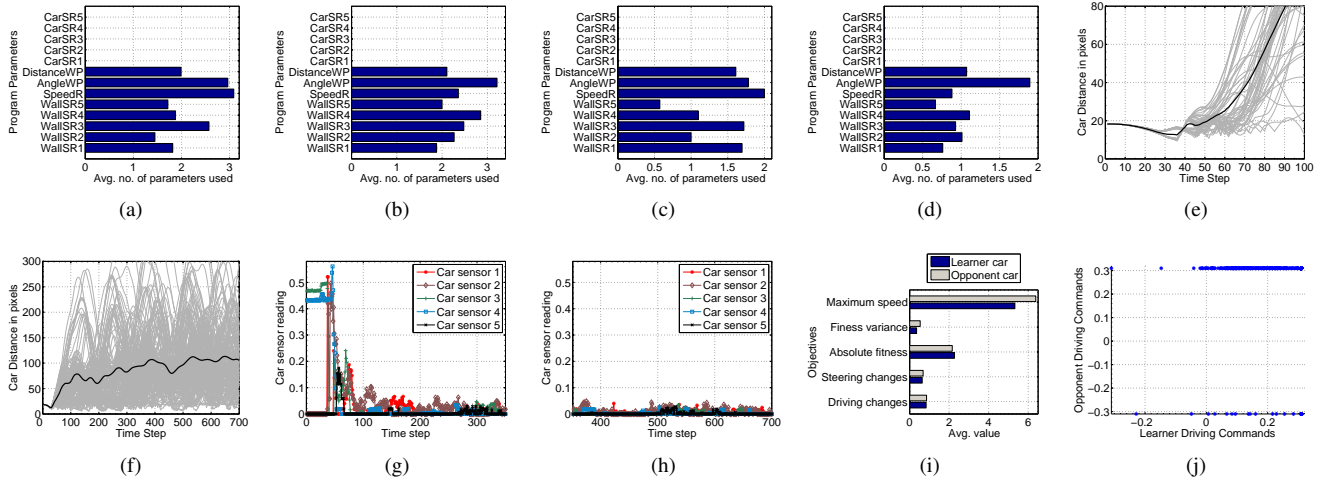 CarSR5
CarSR4
CarSR3
CarSR2
CarSR1
DistanceWP
AngleWP
SpeedR
WallSR5
WallSR4
WallSR3
WallSR2
WallSR1
Program Parameters
0 1 2 3
Avg. no. of parameters used
(a)
CarSR5
CarSR4
CarSR3
CarSR2
CarSR1
DistanceWP
AngleWP
SpeedR
WallSR5
WallSR4
WallSR3
WallSR2
WallSR1
Program Parameters
0 1 2 3
Avg. no. of parameters used
(b)
CarSR5
CarSR4
CarSR3
CarSR2
CarSR1
DistanceWP
AngleWP
SpeedR
WallSR5
WallSR4
WallSR3
WallSR2
WallSR1
Program Parameters
0 0.5 1 1.5 2
Avg. no. of parameters used
(c)
CarSR5
CarSR4
CarSR3
CarSR2
CarSR1
DistanceWP
AngleWP
SpeedR
WallSR5
WallSR4
WallSR3
WallSR2
WallSR1
Program Parameters
0 0.5 1 1.5 2
Avg. no. of parameters used
(d)
80
60
40
20
0
Car Distance in pixels
0 10 20 30 40 50 60 70 80 90 100
Time Step
(e)
300
250
200
150
100
50
0
Car Distance in pixels
0 100 200 300 400 500 600 700
Time Step
(f)
Car sensor 1
Car sensor 2
Car sensor 3
Car sensor 4
Car sensor 5
0.5
0.4
0.3
0.2
0.1
0
Car sensor reading
0 100 200 300
Time Step
(g)
Car sensor 1
Car sensor 2
Car sensor 3
Car sensor 4
Car sensor 5
0.5
0.4
0.3
0.2
0.1
0
Car sensor reading
400 500 600 700
Time Step
(h)
Learner car
Opponent car
Maximum speed
Finess variance
Absolute fitness
Steering changes
Driving changes
Objectives
0 2 4 6
Avg. value
(i)
0.3
0.2
0.1
0
-0.1
-0.2
-0.3
Opponent Driving Commands
-0.2 0 0.2
Learner Driving Commands
(j)